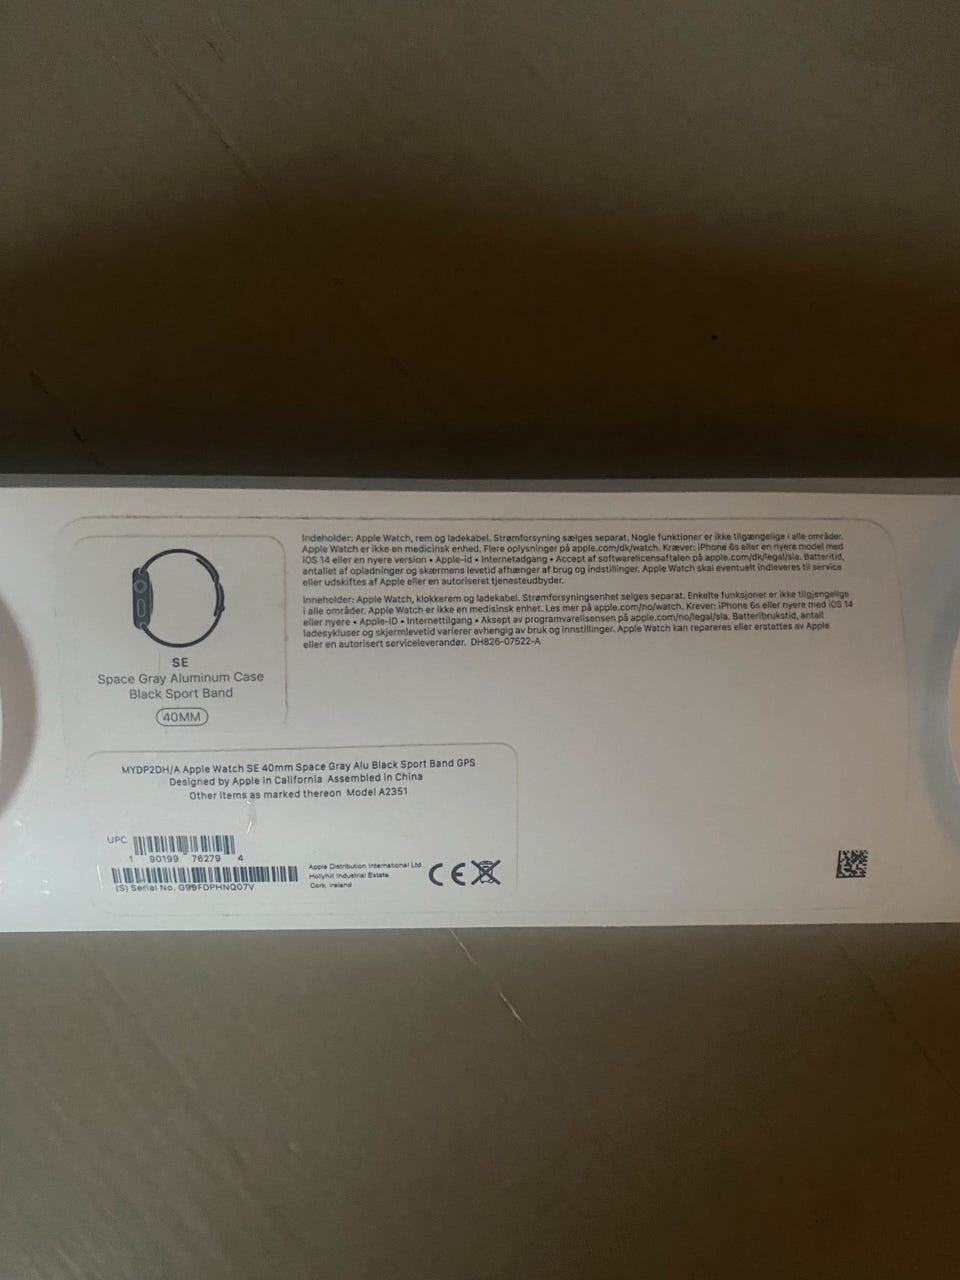 Indeholder: Apple Watch, rem og ladekabel. Strømforsyning sælges separat. Nogle funktioner er ikke tilgængelige i alle områder.
Apple Watch er ikke en medicinsk enhed. Flere oplysninger på apple.com/dk/watch. Kræver: iPhone 6s eller en nyere model med
iOS 14 eller en nyere version • Apple-id • Internetadgang • Accept af softwarelicensaftalen på apple.com/dk/legal/sla. Batteritid,
antallet af opladninger og skærmens levetid afhænger af brug og indstillinger. Apple Watch skal eventuelt indleveres til service
eller udskiftes af Apple eller en autoriseret tjenesteudbyder.
Inneholder: Apple Watch, klokkerem og ladekabel. Strømforsyningsenhet selges separat. Enkelte funksjoner er ikke tilgjengelige
i alle områder. Apple Watch er ikke en medisinsk enhet. Les mer på apple.com/no/watch. Krever: iPhone 6s eller nyere med iOS 14
eller nyere • Apple-ID • Internettilgang • Aksept av programvarelisensen på apple.com/no/legal/sla. Batteribrukstid, antall
ladesykluser og skjermlevetid varierer avhengig av bruk og innstillinger. Apple Watch kan repareres eller erstattes av Apple
eller en autorisert serviceleverandør. DH826-07522-A
SE
Space Gray Aluminum Case
Black Sport Band
40MM
MYDP2DH/A Apple Watch SE 40mm Space Gray Alu Black Sport Band GPS
Designed by Apple in California Assembled in China
Other items as marked thereon Model A2351
UPC
1 90199 76279 4
(S) Serial No. G99FDPHNQ07V
Apple Distribution International Ltd
Hollyhill Industrial Estate
Cork, Ireland
CE